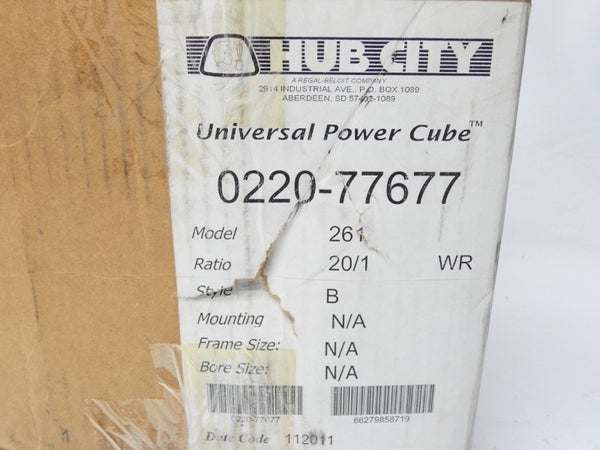 HUB CITY
A REGAL-BELOIT COMPANY
2914 INDUSTRIAL AVE., P.O. BOX 1089
ABERDEEN, SD 57402-1089
Universal Power Cube™
0220-77677
Model 261
Ratio 20/1 WR
Style B
Mounting N/A
Frame Size: N/A
Bore Size: N/A
0220-77677 66279858719
Date Code 112011